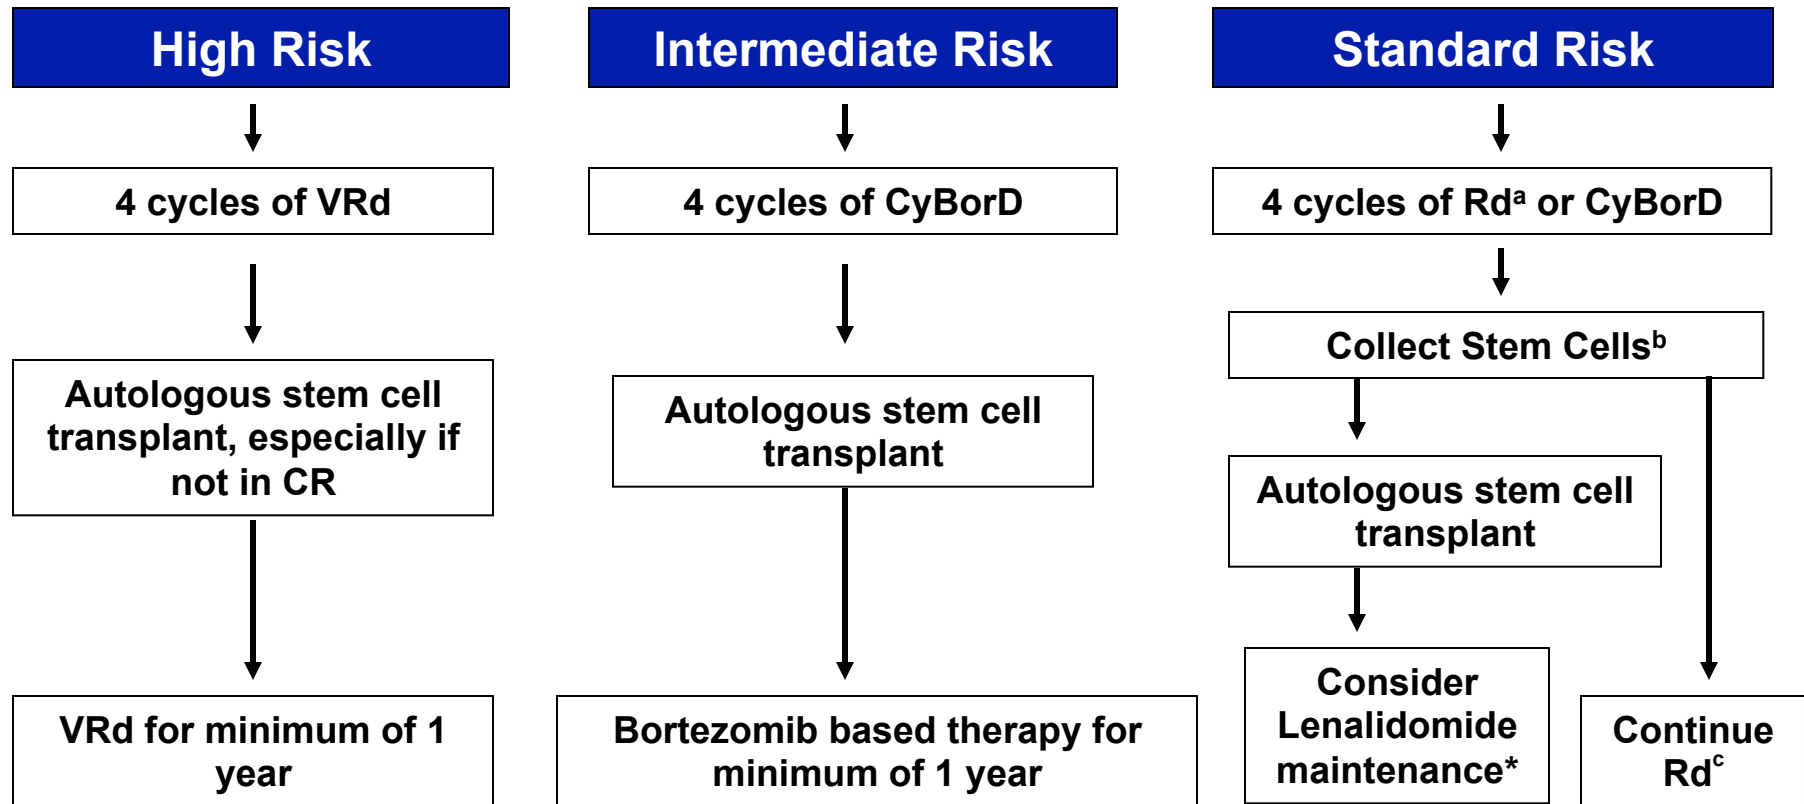 High Risk
4 cycles of VRd
Autologous stem cell
transplant, especially if
not in CR
VRd for minimum of 1
year
Intermediate Risk
4 cycles of CyBorD
Autologous stem cell
transplant
Bortezomib based therapy for
minimum of 1 year
Standard Risk
4 cycles of Rdᵃ or CyBorD
Collect Stem Cellsᵇ
Autologous stem cell
transplant
Consider
Lenalidomide
maintenance*
Continue
Rdᶜ